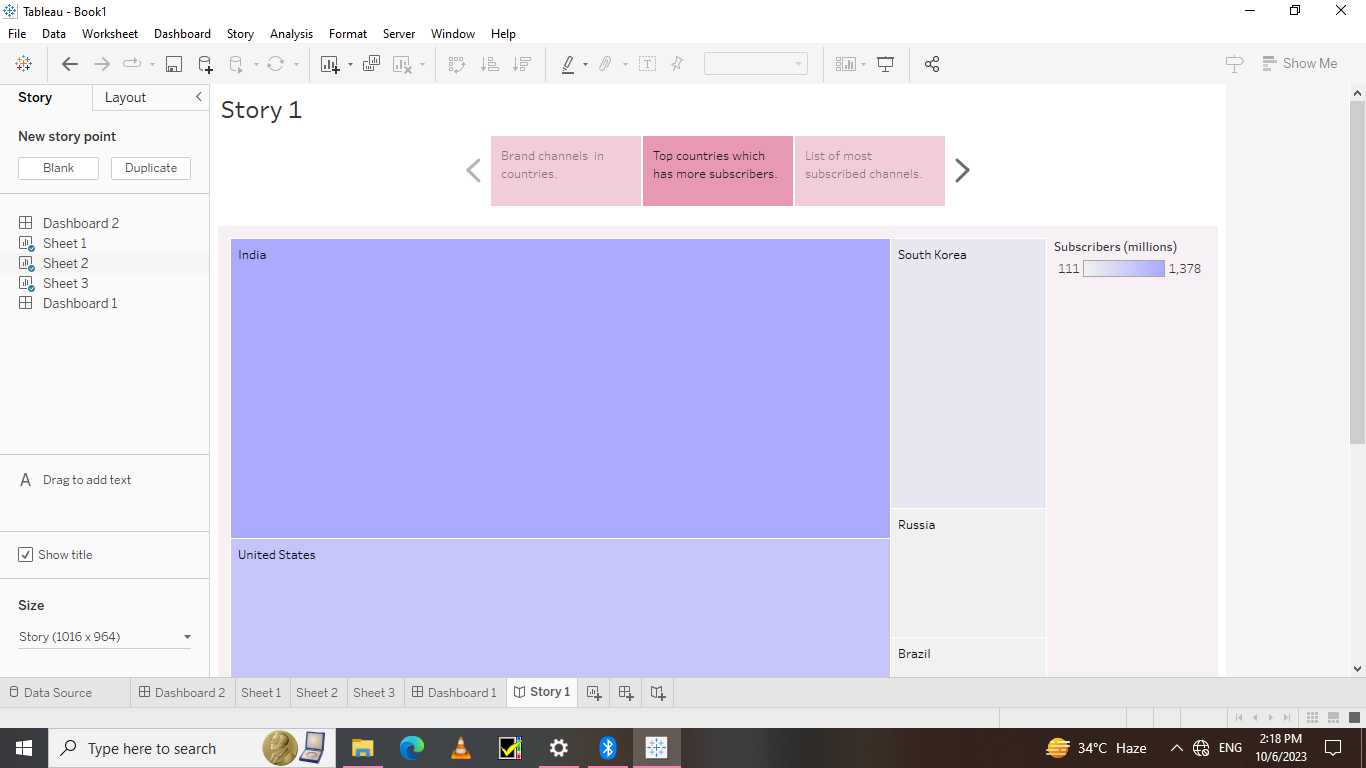 Tableau - Book1
File Data Worksheet Dashboard Story Analysis Format Server Window Help
Show Me
Story Layout
New story point
Blank Duplicate
Dashboard 2
Sheet 1
Sheet 2
Sheet 3
Dashboard 1
A Drag to add text
Show title
Size
Story (1016 x 964)
Story 1
Brand channels in
countries.
Top countries which
has more subscribers.
List of most
subscribed channels.
India
South Korea
United States
Russia
Brazil
Subscribers (millions)
111 1,378
Data Source Dashboard 2 Sheet 1 Sheet 2 Sheet 3 Dashboard 1 Story 1
Type here to search
34°C Haze
ENG
2:18 PM
10/6/2023